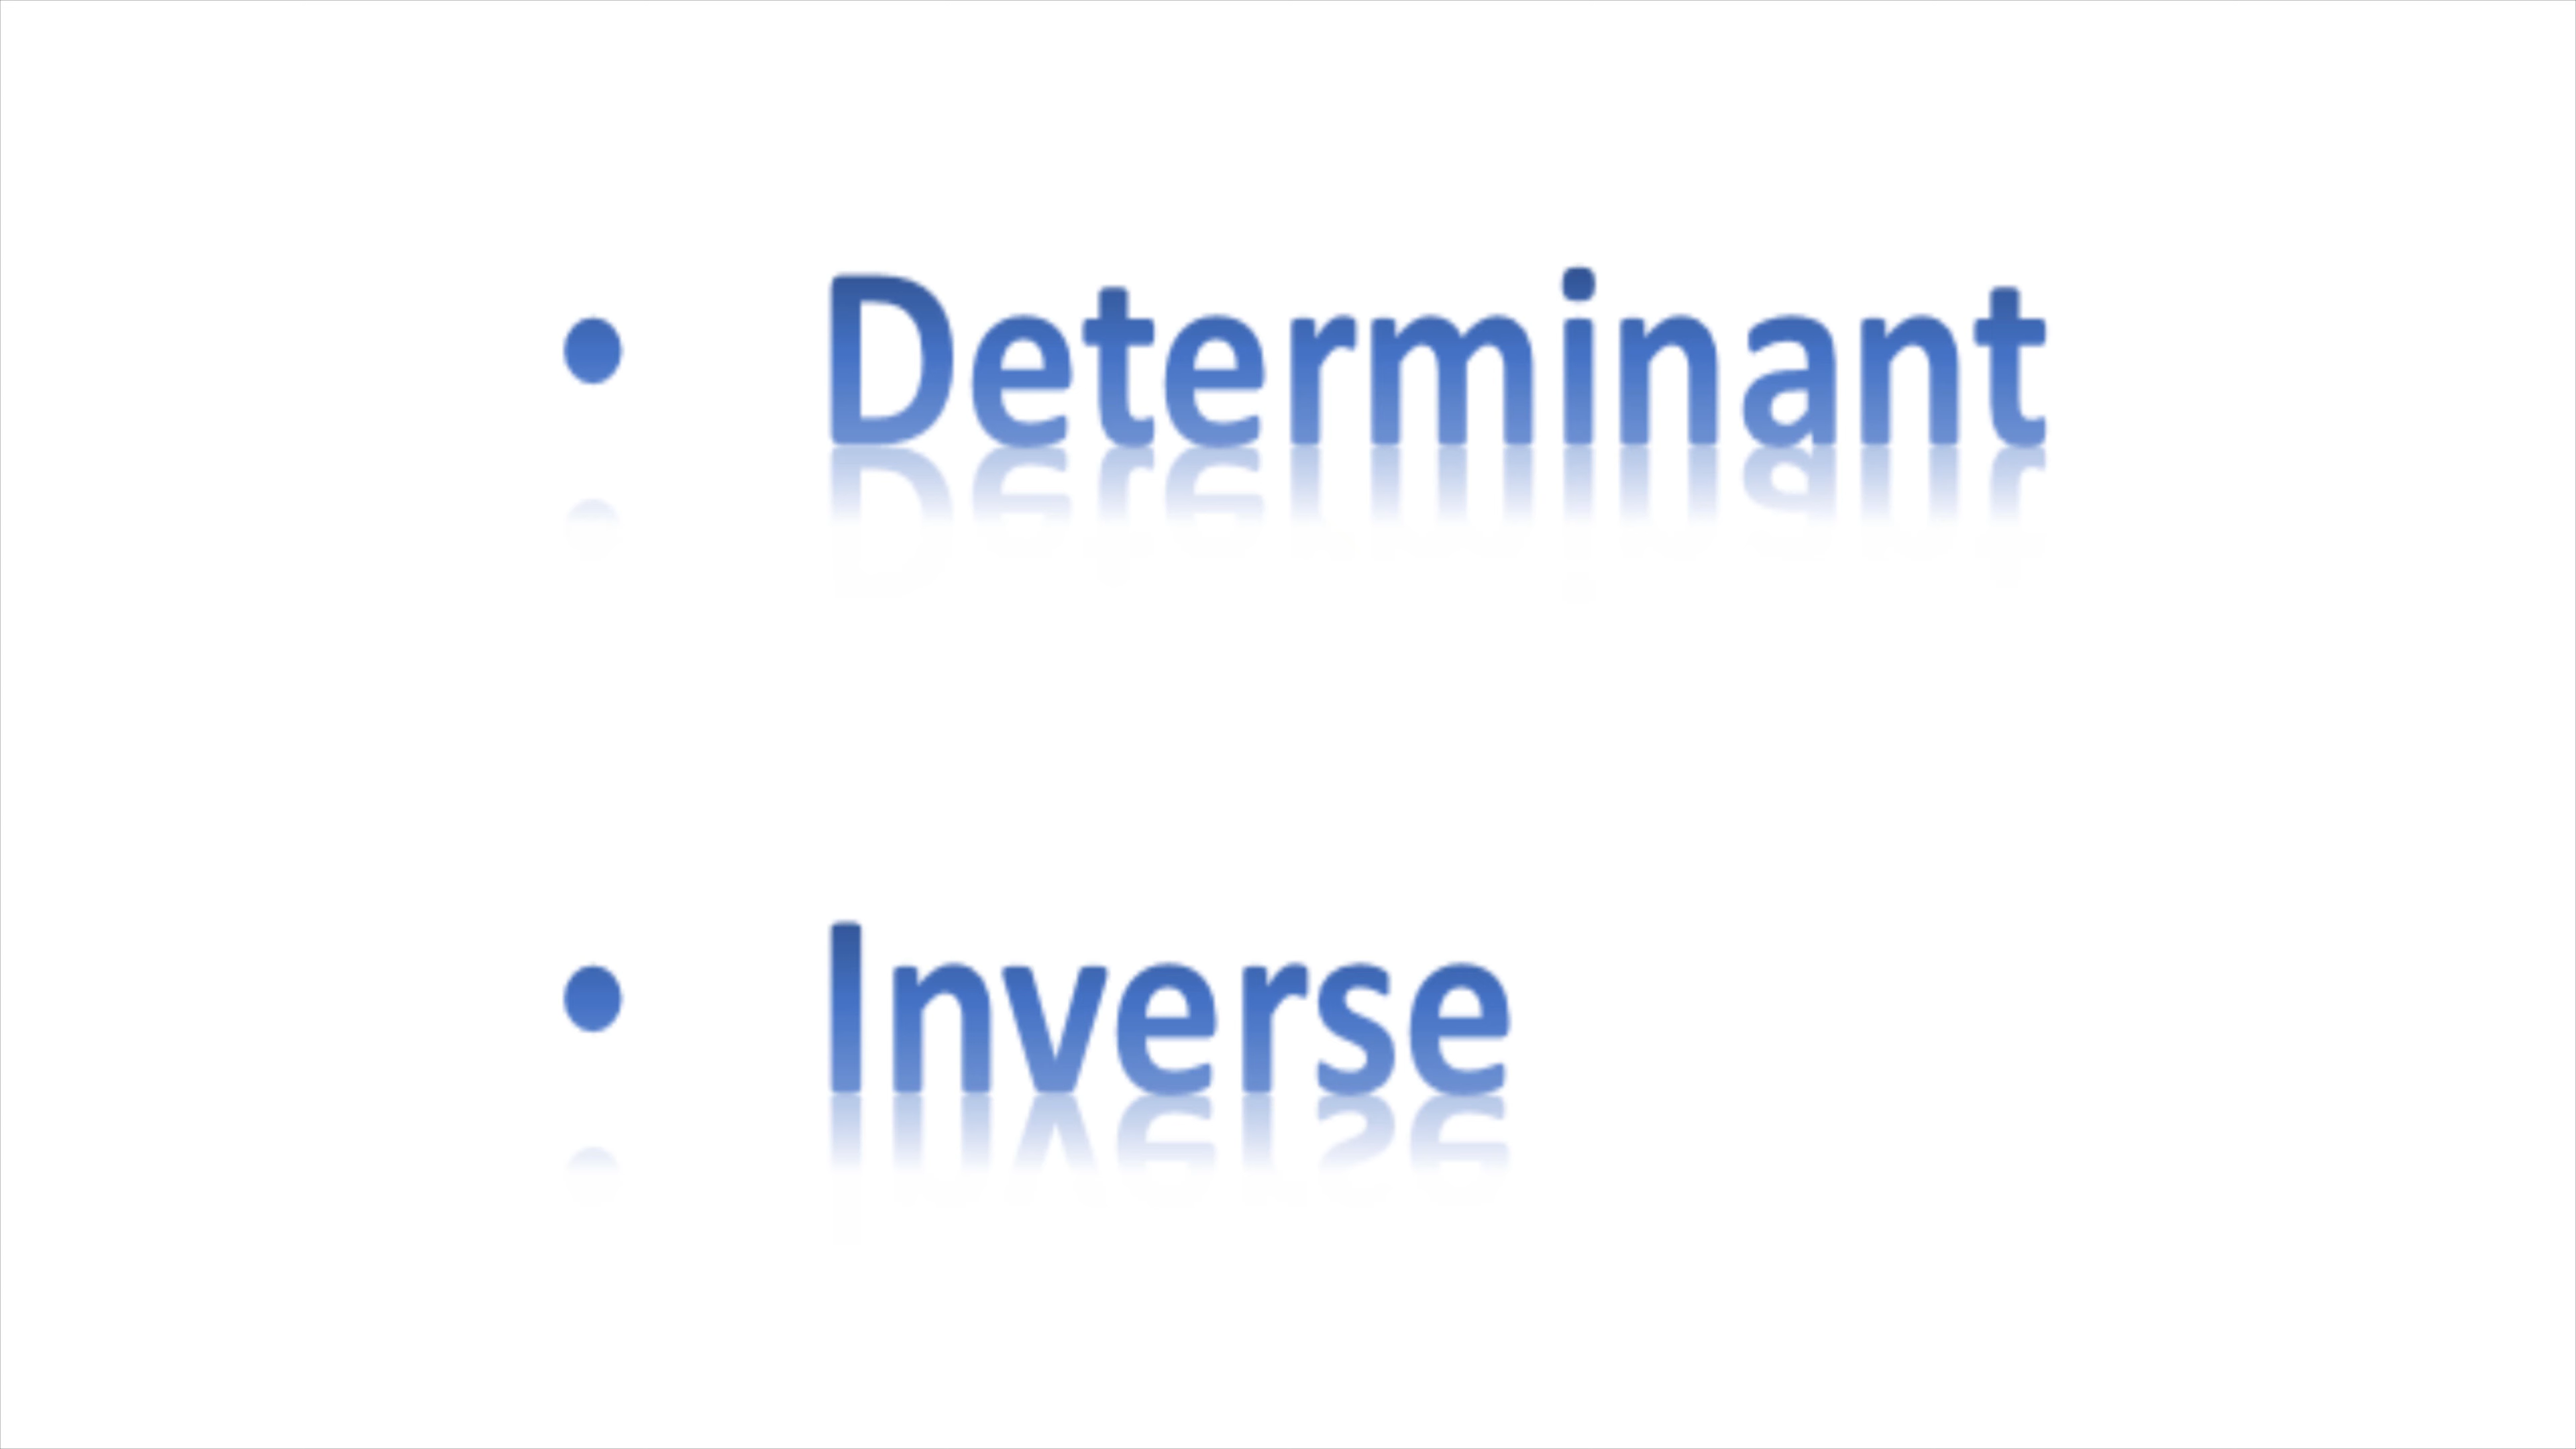 • Determinant
• Inverse